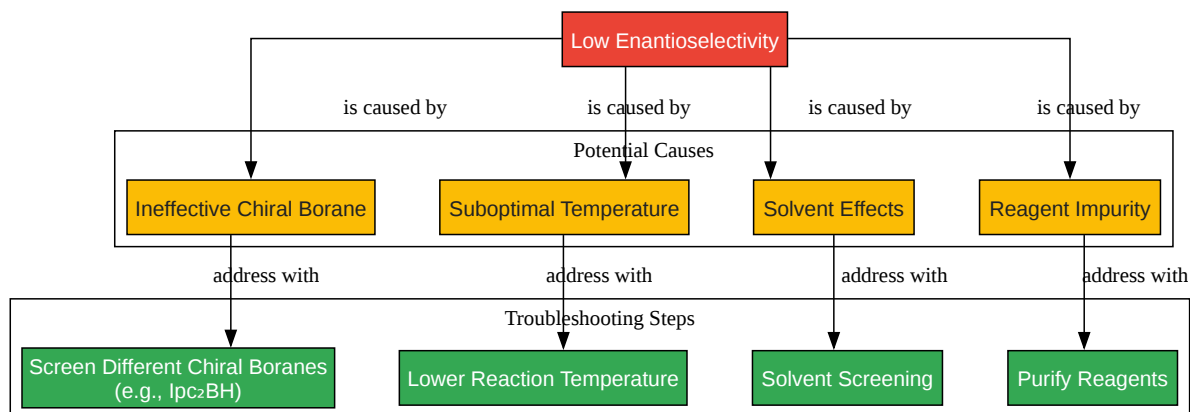 Low Enantioselectivity
is caused by
is caused by
is caused by
is caused by
Potential Causes
Ineffective Chiral Borane
Suboptimal Temperature
Solvent Effects
Reagent Impurity
address with
address with
address with
address with
Troubleshooting Steps
Screen Different Chiral Boranes
(e.g., Ipc₂BH)
Lower Reaction Temperature
Solvent Screening
Purify Reagents